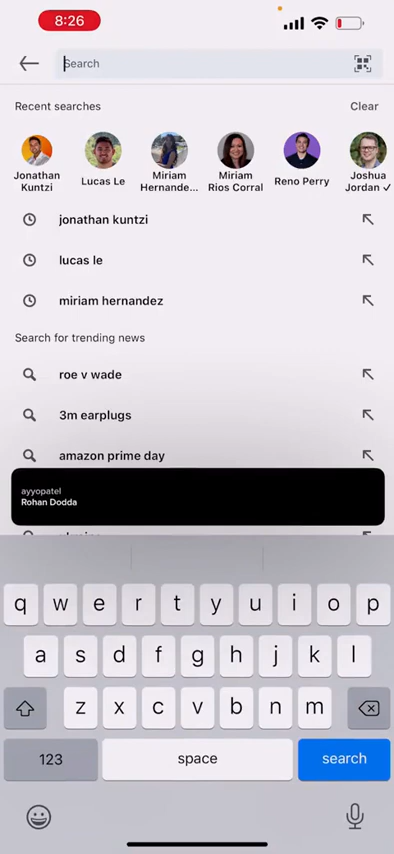 8:26
Search
Recent searches
Clear
Jonathan Kuntzi
Lucas Le
Miriam Hernande...
Miriam Rios Corral
Reno Perry
Joshua Jordan ✓
jonathan kuntzi
lucas le
miriam hernandez
Search for trending news
roe v wade
3m earplugs
amazon prime day
ayyopatel
Rohan Dodda
q w e r t y u i o p
a s d f g h j k l
z x c v b n m
123
space
search